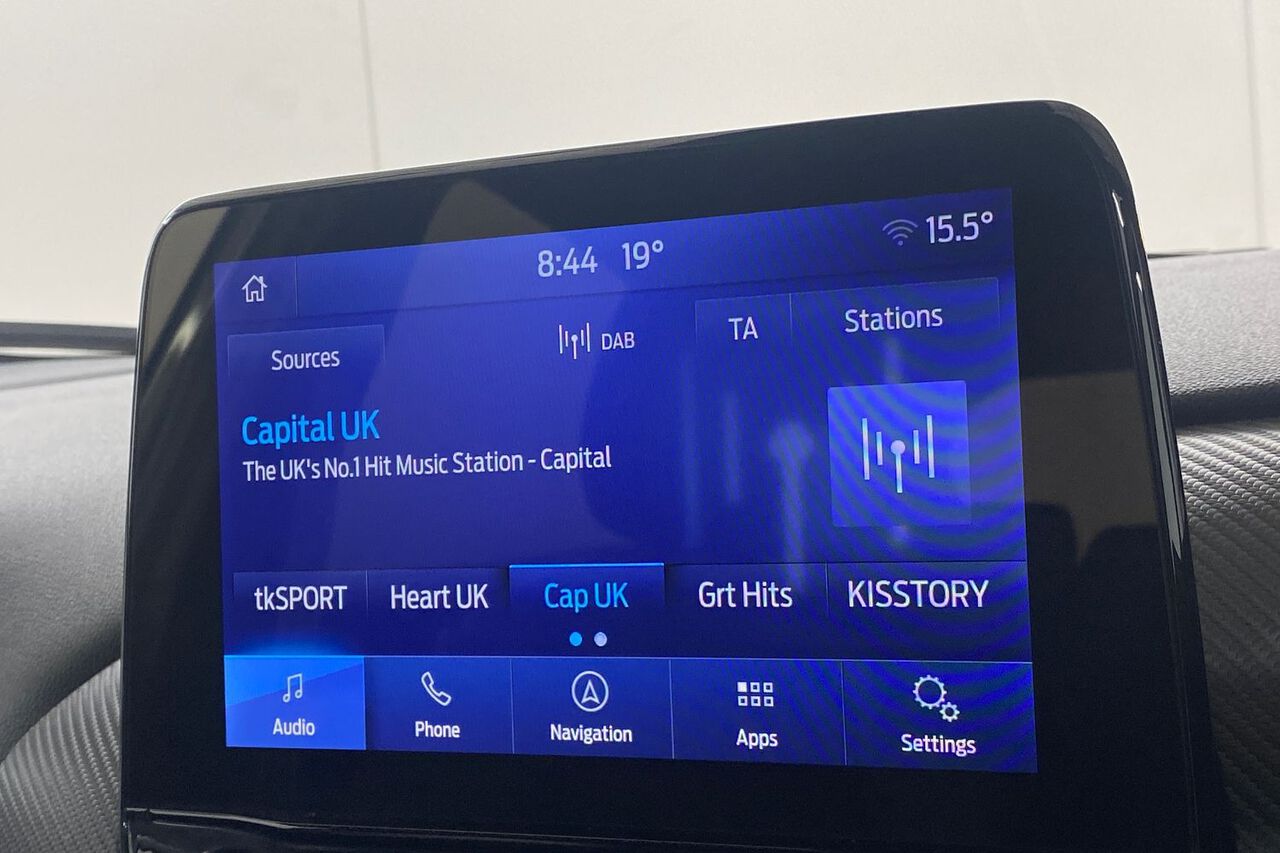 8:44 19° 15.5°
Sources DAB TA Stations
Capital UK
The UK's No.1 Hit Music Station - Capital
tkSPORT Heart UK Cap UK Grt Hits KISSTORY
Audio Phone Navigation Apps Settings